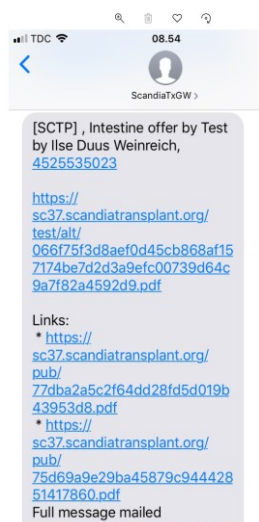 TDC 08.54
ScandiaTxGW >
[SCTP] , Intestine offer by Test
by Ilse Duus Weinreich,
4525535023
https://
sc37.scandiatransplant.org/
test/alt/
066f75f3d8aef0d45cb868af15
7174be7d2d3a9efc00739d64c
9a7f82a4592d9.pdf
Links:
* https://
sc37.scandiatransplant.org/
pub/
77dba2a5c2f64dd28fd5d019b
43953d8.pdf
* https://
sc37.scandiatransplant.org/
pub/
75d69a9e29ba45879c944428
51417860.pdf
Full message mailed